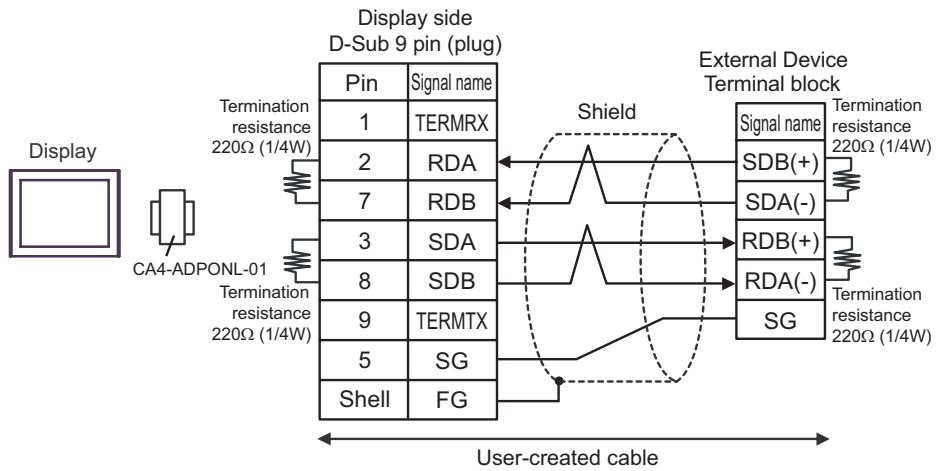 Display side
D-Sub 9 pin (plug)
External Device
Terminal block
Pin Signal name
Signal name
1 TERMRX
2 RDA
7 RDB
3 SDA
8 SDB
9 TERMTX
5 SG
Shell FG
Shield
SDB(+)
SDA(-)
RDB(+)
RDA(-)
SG
Termination
resistance
220Ω (1/4W)
Termination
resistance
220Ω (1/4W)
Termination
resistance
220Ω (1/4W)
Termination
resistance
220Ω (1/4W)
Display
CA4-ADPONL-01
User-created cable